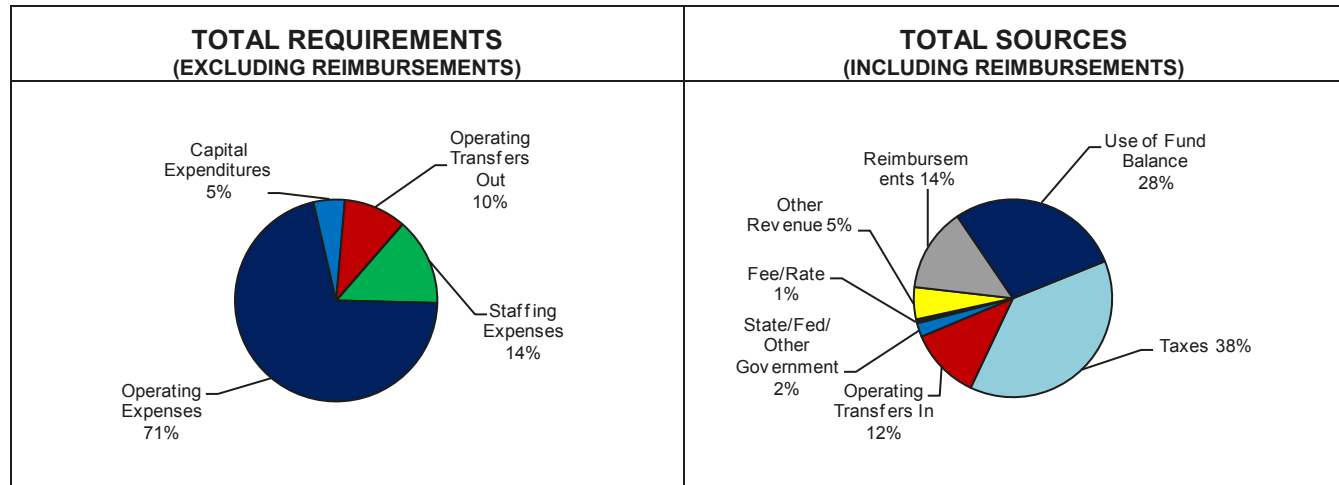 TOTAL REQUIREMENTS
(EXCLUDING REIMBURSEMENTS)
Capital
Expenditures
5%
Operating
Transfers
Out
10%
Staffing
Expenses
14%
Operating
Expenses
71%
TOTAL SOURCES
(INCLUDING REIMBURSEMENTS)
Reimbursem
ents 14%
Use of Fund
Balance
28%
Other
Revenue 5%
Fee/Rate
1%
State/Fed/
Other
Government
2%
Operating
Transfers In
12%
Taxes 38%